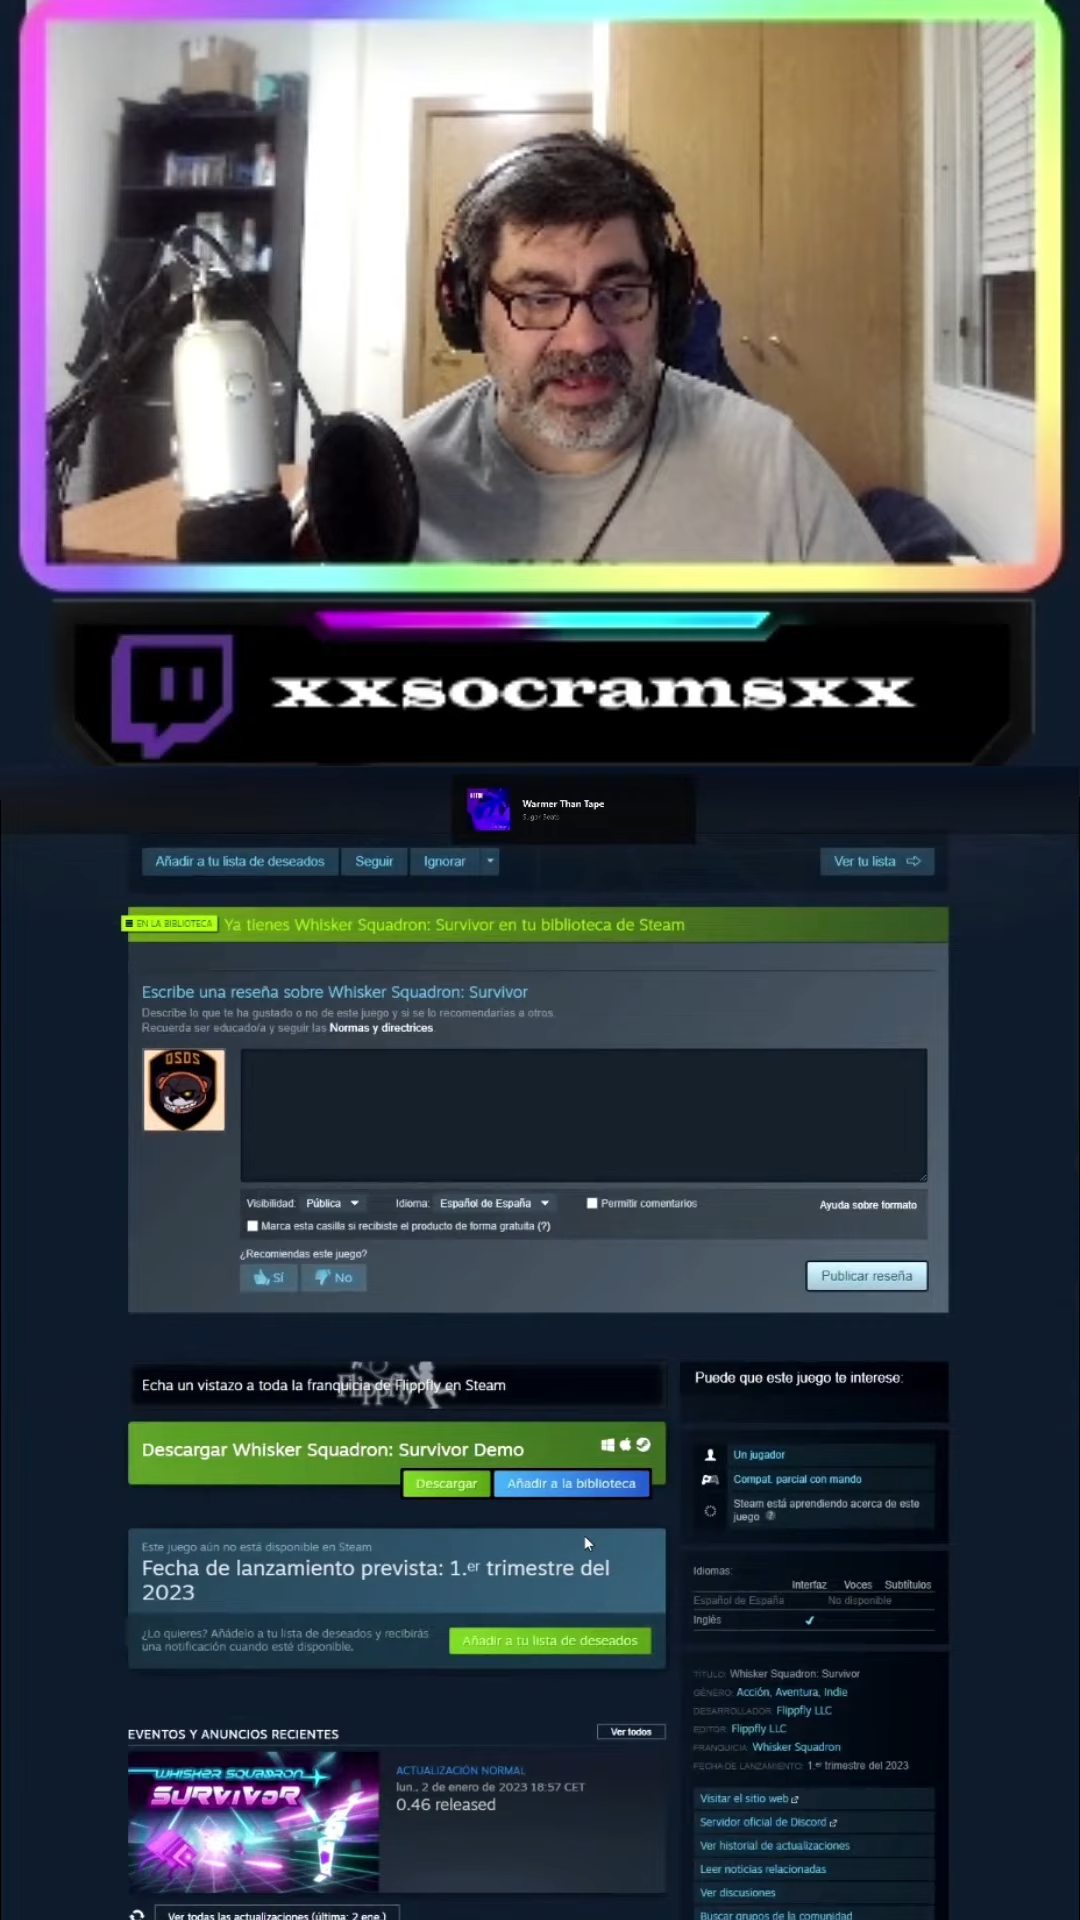 xxsocramsxx
Warmer Than Tape
Sugar Beats
Añadir a tu lista de deseados
Seguir
Ignorar
Ver tu lista
EN LA BIBLIOTECA
Ya tienes Whisker Squadron: Survivor en tu biblioteca de Steam
Escribe una reseña sobre Whisker Squadron: Survivor
Describe lo que te ha gustado o no de este juego y si se lo recomendarías a otros.
Recuerda ser educado/a y seguir las Normas y directrices.
OSDS
Visibilidad: Pública
Idioma: Español de España
Permitir comentarios
Ayuda sobre formato
Marca esta casilla si recibiste el producto de forma gratuita (?)
¿Recomiendas este juego?
Sí
No
Publicar reseña
Flippfly
Echa un vistazo a toda la franquicia de Flippfly en Steam
Descargar Whisker Squadron: Survivor Demo
Descargar
Añadir a la biblioteca
Este juego aún no está disponible en Steam
Fecha de lanzamiento prevista: 1.er trimestre del
2023
¿Lo quieres? Añádelo a tu lista de deseados y recibirás
una notificación cuando esté disponible.
Añadir a tu lista de deseados
EVENTOS Y ANUNCIOS RECIENTES
Ver todos
WHISKER SQUADRON
SURVIVOR
ACTUALIZACIÓN NORMAL
lun., 2 de enero de 2023 18:57 CET
0.46 released
Ver todas las actualizaciones (última: 2 ene.)
Puede que este juego te interese:
Un jugador
Compat. parcial con mando
Steam está aprendiendo acerca de este
juego ?
Idiomas:
Interfaz Voces Subtítulos
Español de España No disponible
Inglés ✔
TÍTULO: Whisker Squadron: Survivor
GÉNERO: Acción, Aventura, Indie
DESARROLLADOR: Flippfly LLC
EDITOR: Flippfly LLC
FRANQUICIA: Whisker Squadron
FECHA DE LANZAMIENTO: 1.er trimestre del 2023
Visitar el sitio web
Servidor oficial de Discord
Ver historial de actualizaciones
Leer noticias relacionadas
Ver discusiones
Buscar grupos de la comunidad